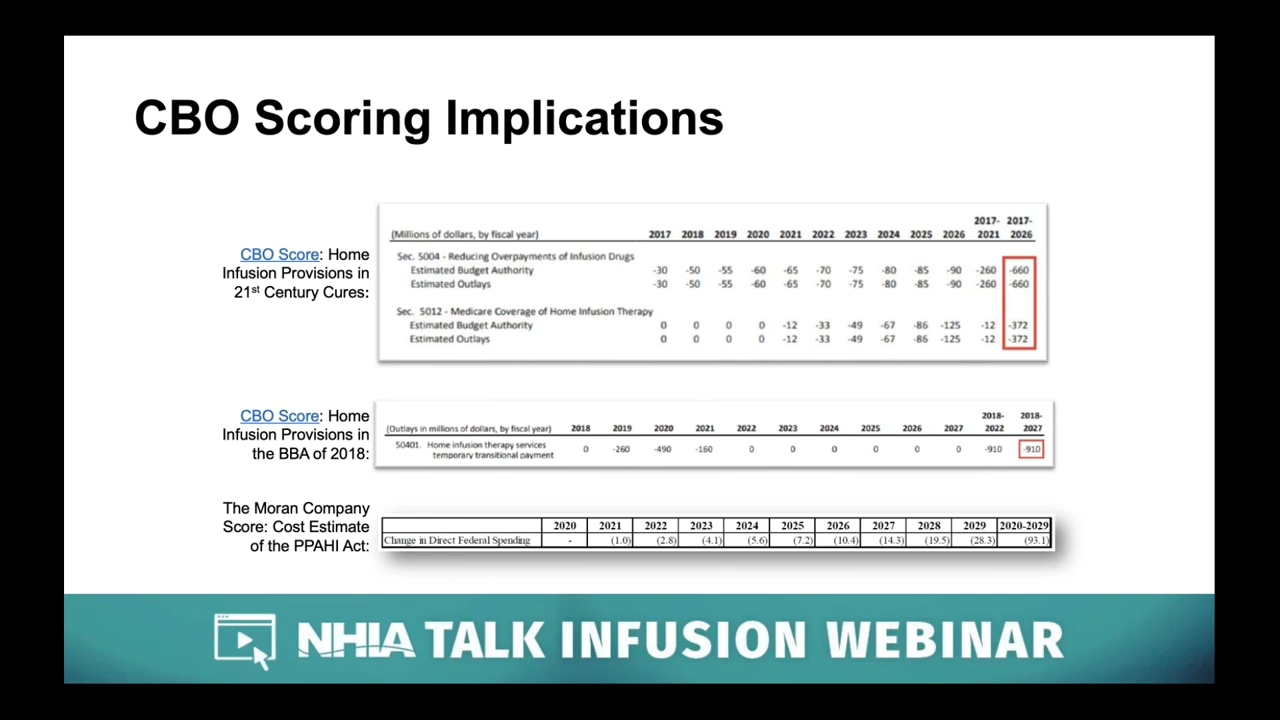 CBO Scoring Implications
CBO Score: Home
Infusion Provisions in
21st Century Cures:
2017- 2017-
(Millions of dollars, by fiscal year) 2017 2018 2019 2020 2021 2022 2023 2024 2025 2026 2021 2026
Sec. 5004 - Reducing Overpayments of Infusion Drugs
Estimated Budget Authority -30 -50 -55 -60 -65 -70 -75 -80 -85 -90 -260 -660
Estimated Outlays -30 -50 -55 -60 -65 -70 -75 -80 -85 -90 -260 -660
Sec. 5012 - Medicare Coverage of Home Infusion Therapy
Estimated Budget Authority 0 0 0 0 -12 -33 -49 -67 -86 -125 -12 -372
Estimated Outlays 0 0 0 0 -12 -33 -49 -67 -86 -125 -12 -372
CBO Score: Home
Infusion Provisions in
the BBA of 2018:
2018- 2018-
(Outlays in millions of dollars, by fiscal year) 2018 2019 2020 2021 2022 2023 2024 2025 2026 2027 2022 2027
50401. Home infusion therapy services
temporary transitional payment 0 -260 -490 -160 0 0 0 0 0 0 -910 -910
The Moran Company
Score: Cost Estimate
of the PPAHI Act:
2020 2021 2022 2023 2024 2025 2026 2027 2028 2029 2020-2029
Change in Direct Federal Spending - (1.0) (2.8) (4.1) (5.6) (7.2) (10.4) (14.3) (19.5) (28.3) (93.1)
NHIA TALK INFUSION WEBINAR